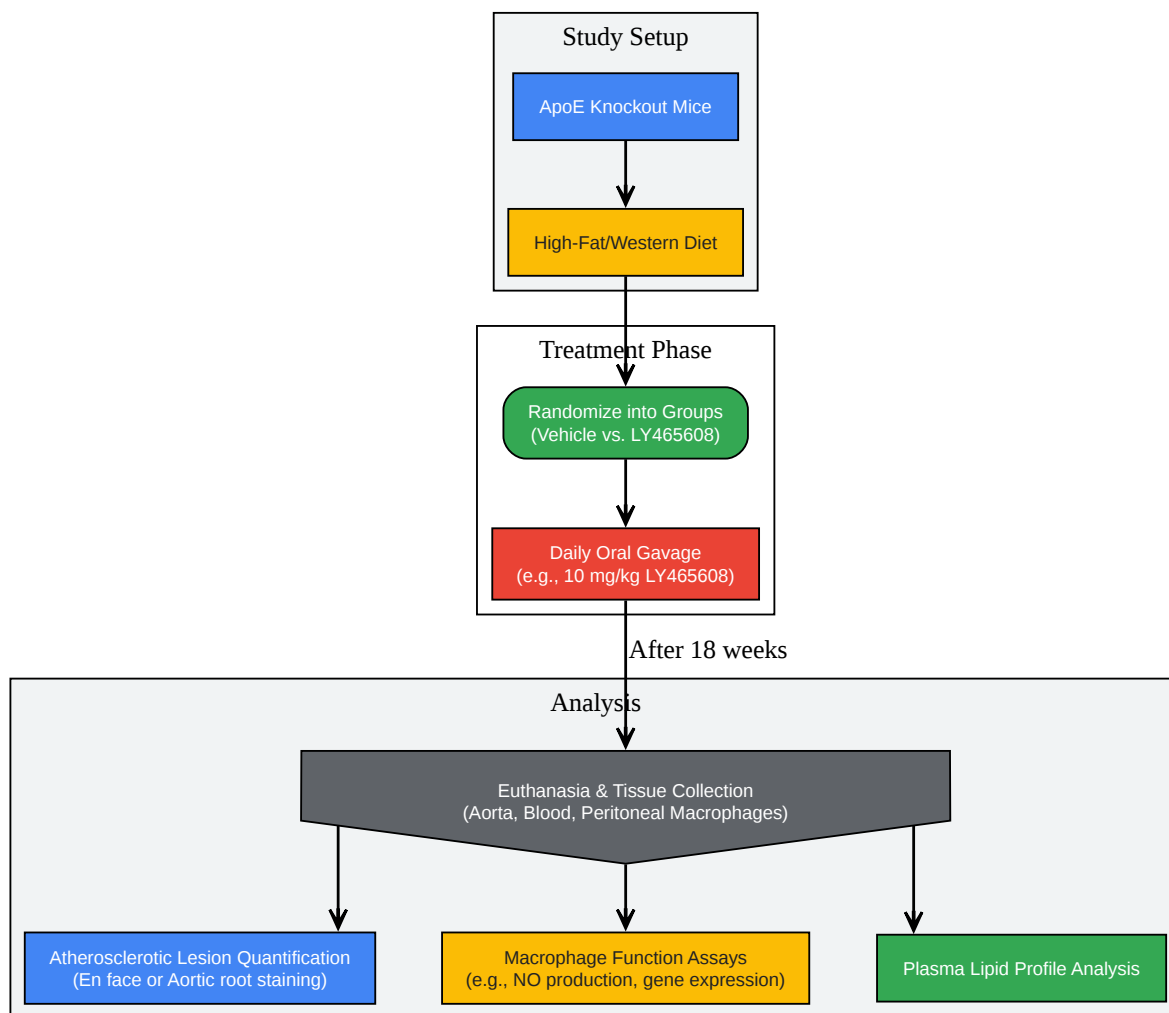 Study Setup
ApoE Knockout Mice
High-Fat/Western Diet
Treatment Phase
Randomize into Groups
(Vehicle vs. LY465608)
Daily Oral Gavage
(e.g., 10 mg/kg LY465608)
After 18 weeks
Analysis
Euthanasia & Tissue Collection
(Aorta, Blood, Peritoneal Macrophages)
Atherosclerotic Lesion Quantification
(En face or Aortic root staining)
Macrophage Function Assays
(e.g., NO production, gene expression)
Plasma Lipid Profile Analysis